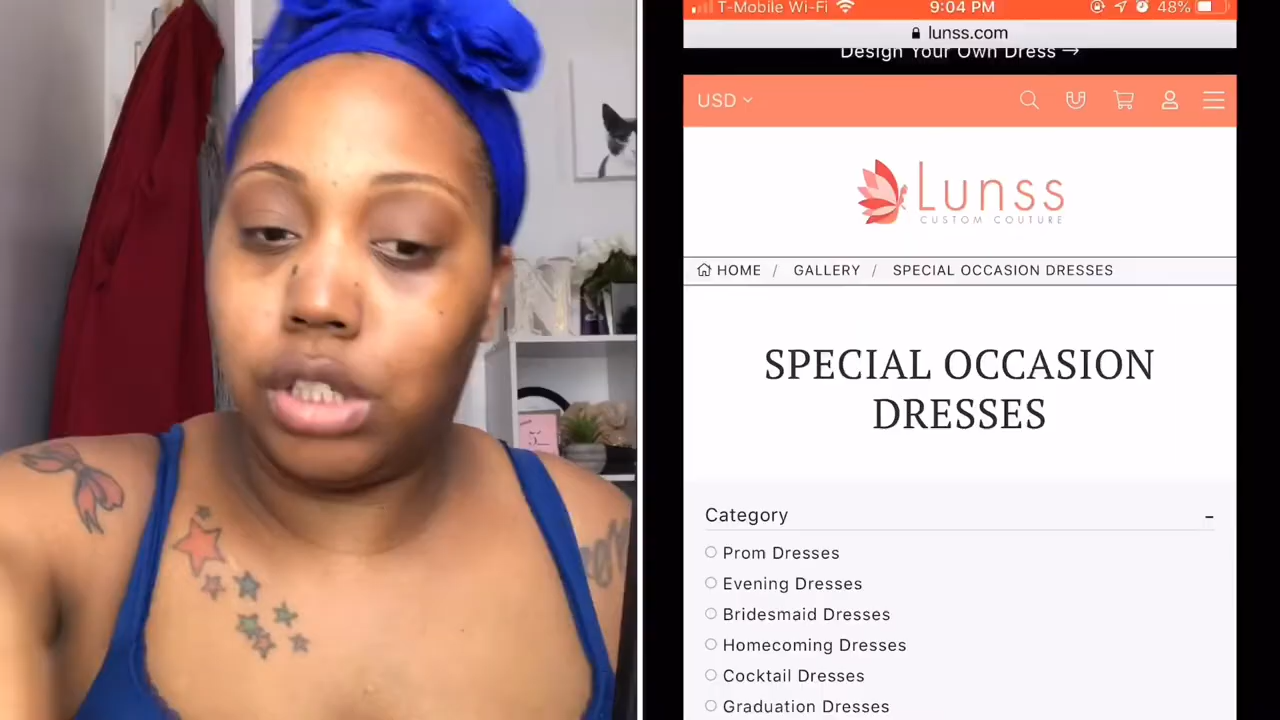 T-Mobile Wi-Fi 9:04 PM 48%
lunss.com
Design Your Own Dress →
USD
Lunss
CUSTOM COUTURE
HOME / GALLERY / SPECIAL OCCASION DRESSES
SPECIAL OCCASION
DRESSES
Category -
Prom Dresses
Evening Dresses
Bridesmaid Dresses
Homecoming Dresses
Cocktail Dresses
Graduation Dresses